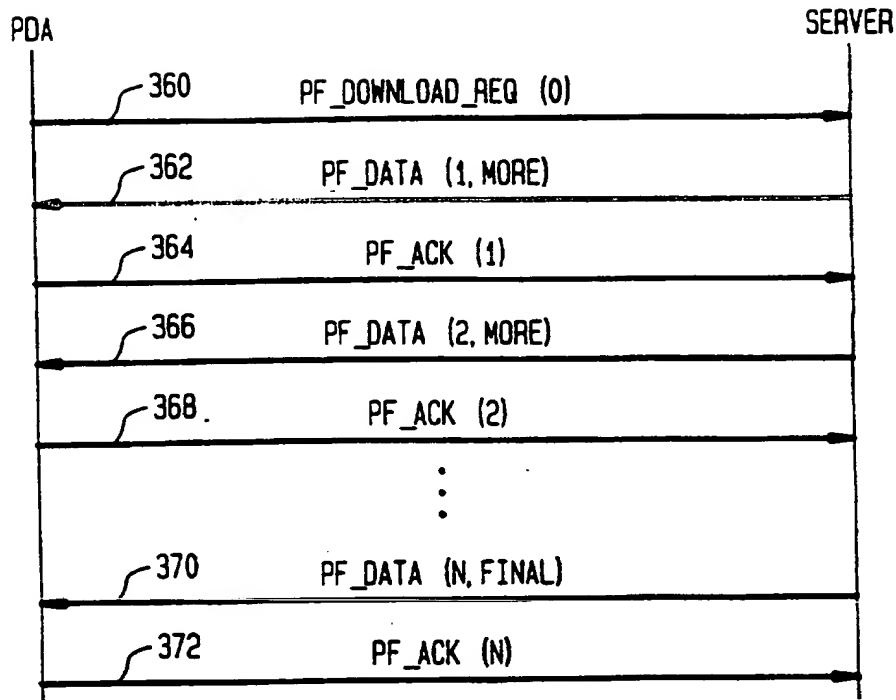 PDA
SERVER
360
PF_DOWNLOAD_REQ (0)
362
PF_DATA (1, MORE)
364
PF_ACK (1)
366
PF_DATA (2, MORE)
368
PF_ACK (2)
370
PF_DATA (N, FINAL)
372
PF_ACK (N)